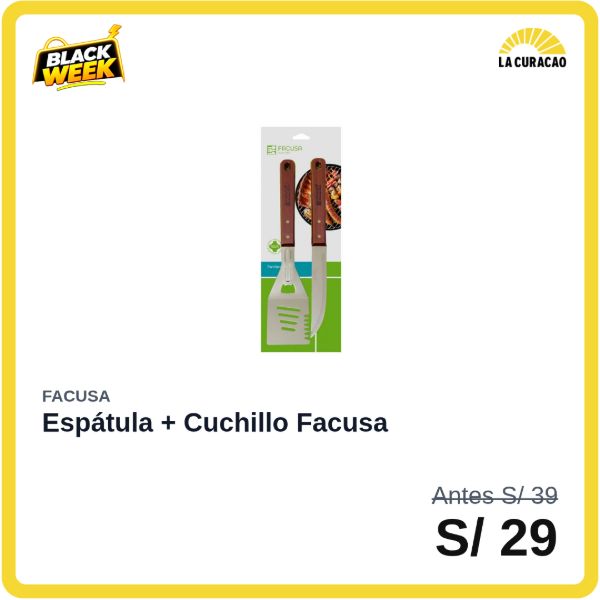 BLACK
WEEK
LA CURACAO
FACUSA
FACUSA
Espátula + Cuchillo Facusa
Antes S/ 39
S/ 29